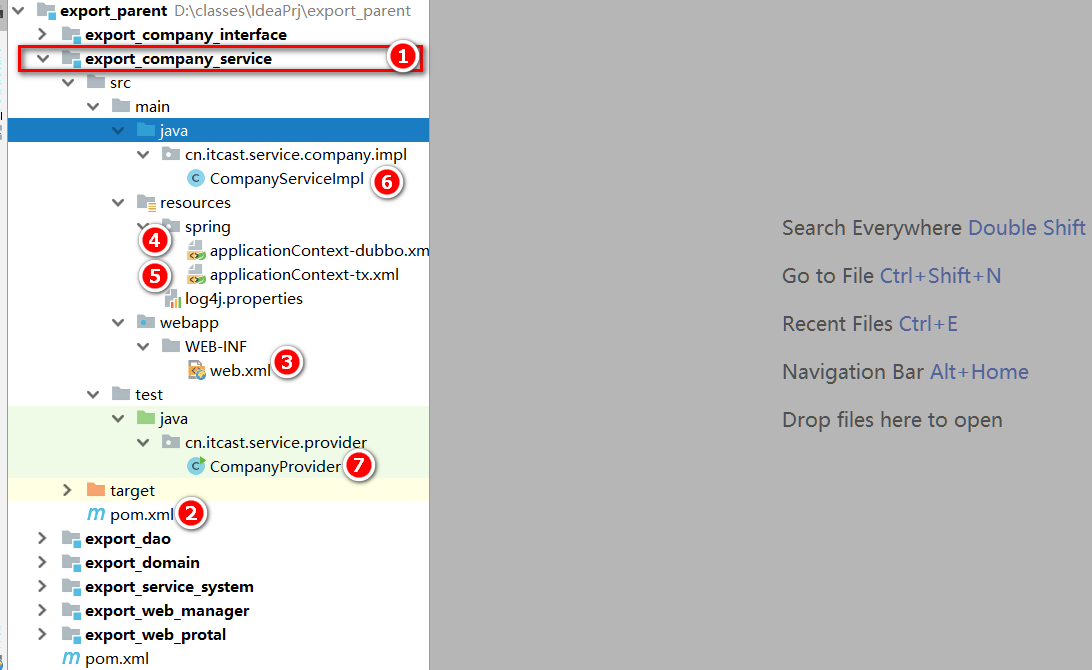 export_parent D:\classes\IdeaPrj\export_parent
export_company_interface
export_company_service 1
src
main
java
cn.itcast.service.company.impl
CompanyServiceImpl 6
resources
spring
4 applicationContext-dubbo.xm
5 applicationContext-tx.xml
log4j.properties
webapp
WEB-INF
web.xml 3
test
java
cn.itcast.service.provider
CompanyProvider 7
target
pom.xml 2
export_dao
export_domain
export_service_system
export_web_manager
export_web_protal
pom.xml
Search Everywhere Double Shift
Go to File Ctrl+Shift+N
Recent Files Ctrl+E
Navigation Bar Alt+Home
Drop files here to open